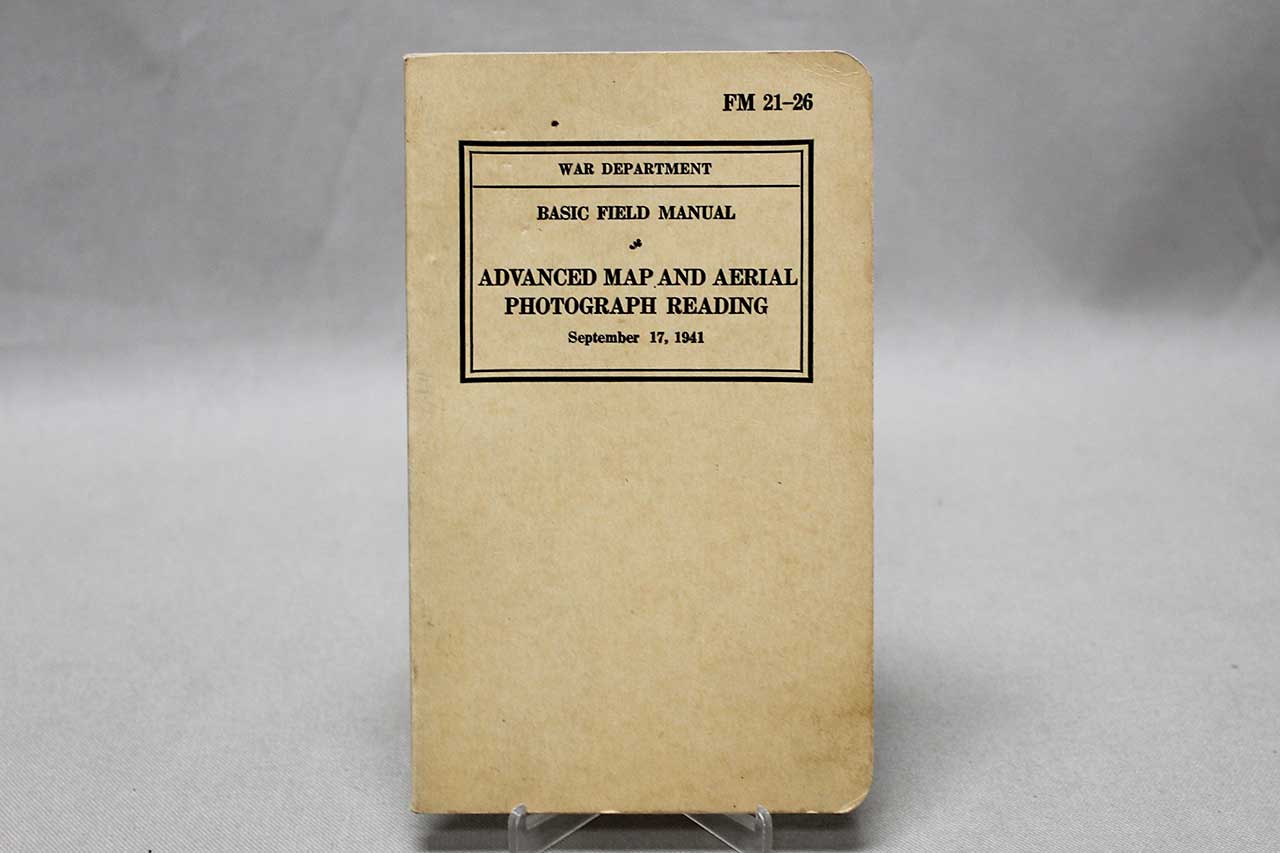 FM 21–26
WAR DEPARTMENT
BASIC FIELD MANUAL
ADVANCED MAP AND AERIAL
PHOTOGRAPH READING
September 17, 1941